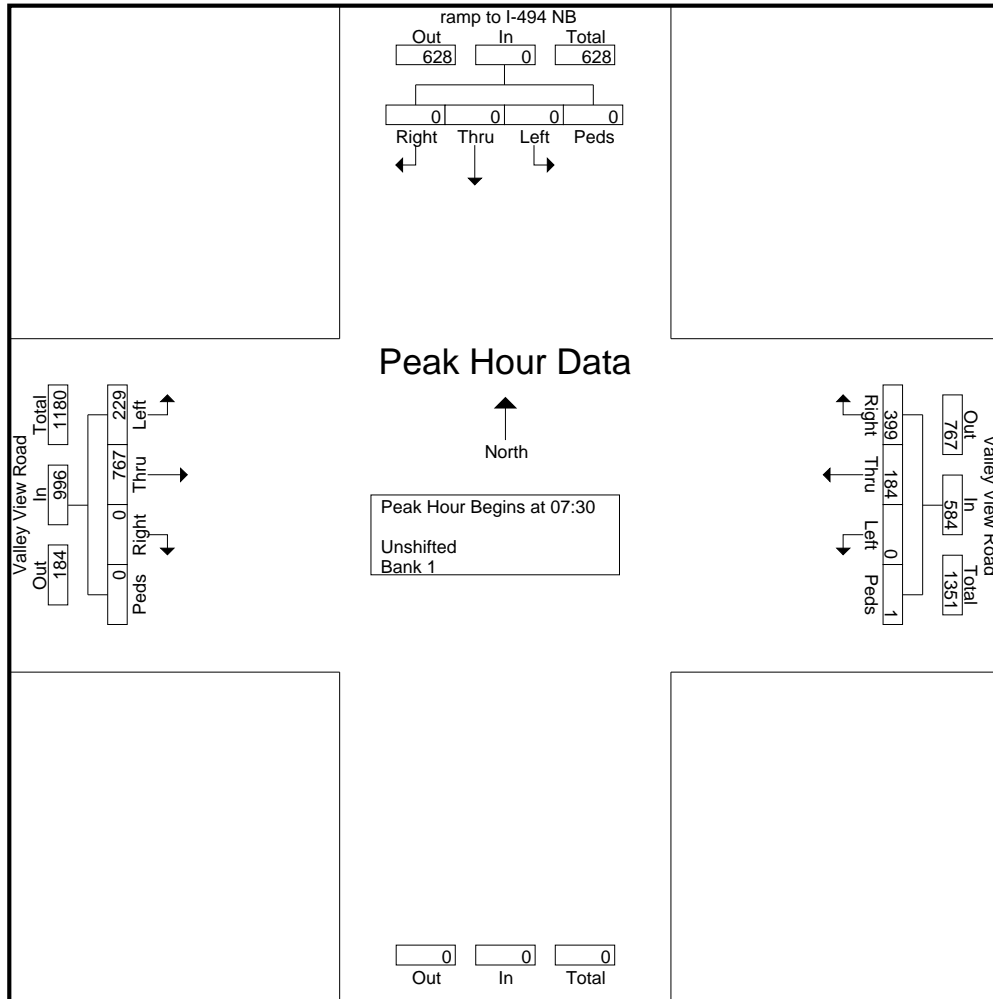 ramp to I-494 NB
Out In Total
628 0 628
0 0 0 0
Right Thru Left Peds
Peak Hour Data
North
Peak Hour Begins at 07:30
Unshifted
Bank 1
Valley View Road
Out In Total
184 996 1180
0 0 767 229
Peds Right Thru Left
Valley View Road
Out In Total
767 584 1351
399 184 0 1
Right Thru Left Peds
0 0 0
Out In Total